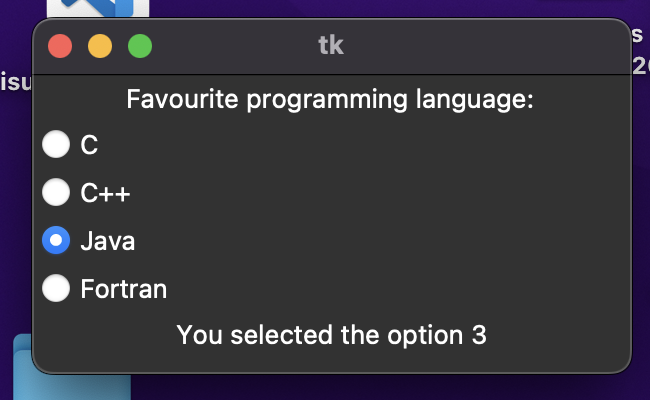 tk
Favourite programming language:
C
C++
Java
Fortran
You selected the option 3